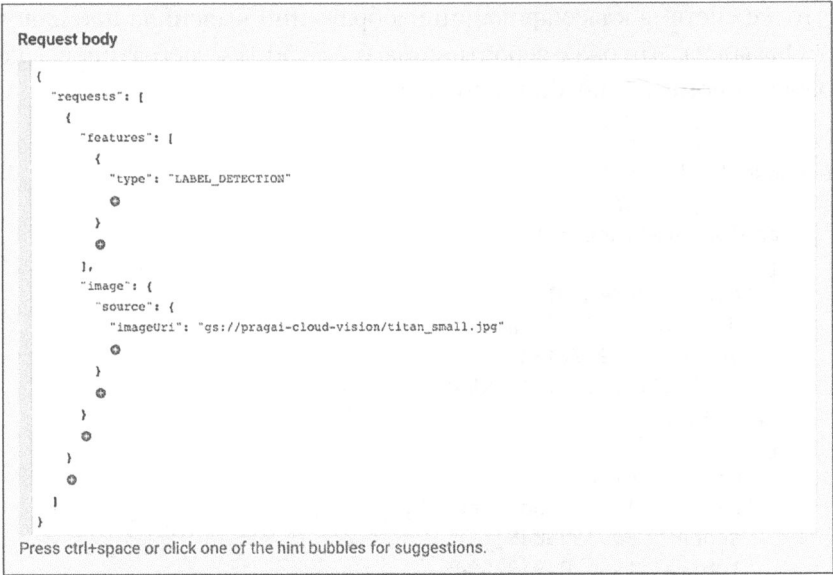 Request body
{
"requests": [
{
"features": [
{
"type": "LABEL_DETECTION"
}
],
"image": {
"source": {
"imageUri": "gs://pragai-cloud-vision/titan_small.jpg"
}
}
}
]
}
Press ctrl+space or click one of the hint bubbles for suggestions.